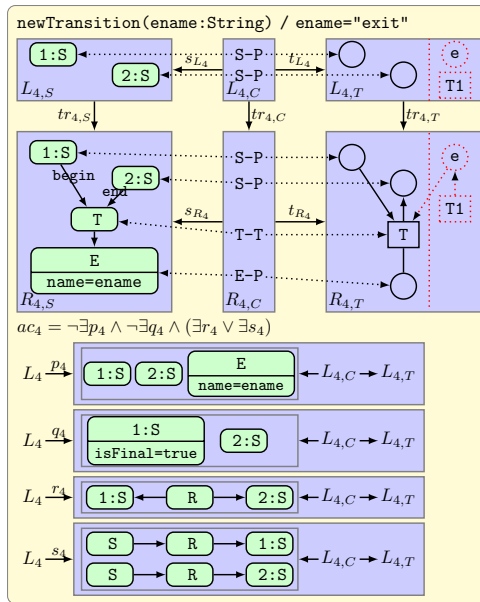 newTransition(ename:String) / ename="exit"
1:S S–P e
2:S S–P T1
s_{L_4} t_{L_4}
L_{4,S} L_{4,C} L_{4,T}
tr_{4,S} tr_{4,C} tr_{4,T}
1:S S–P e
begin
end 2:S S–P T1
T s_{R_4} T–T t_{R_4} T
E E–P
name=ename
R_{4,S} R_{4,C} R_{4,T}
ac_4 = ¬∃p_4 ∧ ¬∃q_4 ∧ (∃r_4 ∨ ∃s_4)
L_4 p_4 1:S 2:S E L_{4,C} L_{4,T}
name=ename
L_4 q_4 1:S 2:S L_{4,C} L_{4,T}
isFinal=true
L_4 r_4 1:S R 2:S L_{4,C} L_{4,T}
L_4 s_4 S R 1:S L_{4,C} L_{4,T}
S R 2:S